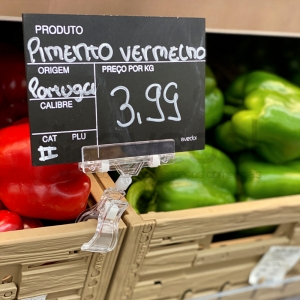 PRODUTO
Pimento vermelho
ORIGEM
Portugal
PREÇO POR KG
3,99
CALIBRE
CAT
PLU
II